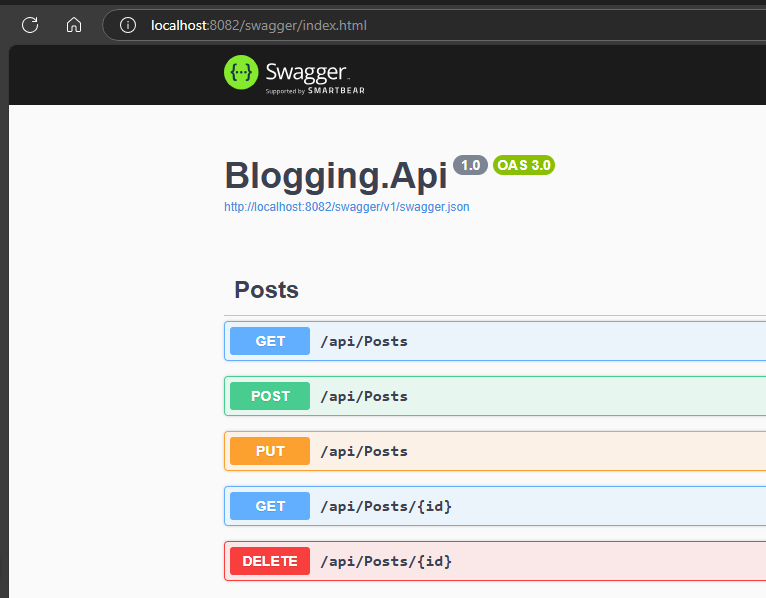 localhost:8082/swagger/index.html
{...} Swagger
Supported by SMARTBEAR
Blogging.Api 1.0 OAS 3.0
http://localhost:8082/swagger/v1/swagger.json
Posts
GET /api/Posts
POST /api/Posts
PUT /api/Posts
GET /api/Posts/{id}
DELETE /api/Posts/{id}